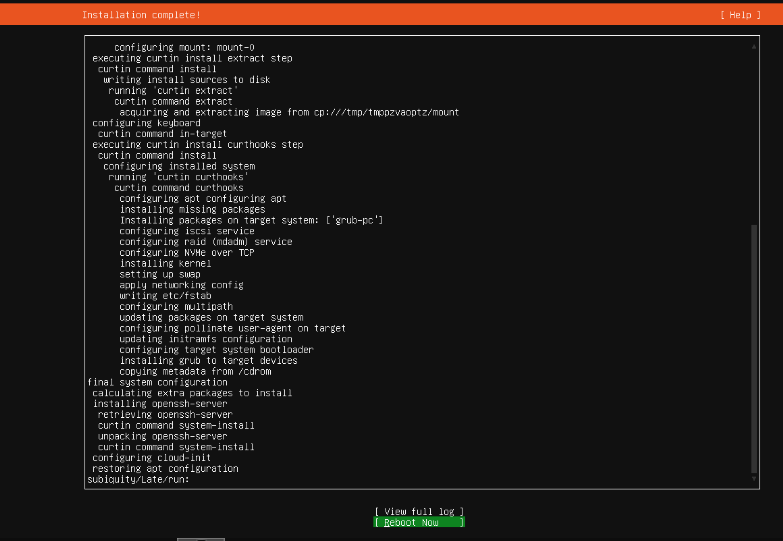 Installation complete!
[ Help ]
configuring mount: mount-0
executing curtin install extract step
curtin command install
writing install sources to disk
running 'curtin extract'
curtin command extract
acquiring and extracting image from cp:///tmp/tmppzvaoptz/mount
configuring keyboard
curtin command in-target
executing curtin install curthooks step
curtin command install
configuring installed system
running 'curtin curthooks'
curtin command curthooks
configuring apt configuring apt
installing missing packages
Installing packages on target system: ['grub-pc']
configuring iscsi service
configuring raid (mdadm) service
configuring NVMe over TCP
installing kernel
setting up swap
apply networking config
writing etc/fstab
configuring multipath
updating packages on target system
configuring pollinate user-agent on target
updating initramfs configuration
configuring target system bootloader
installing grub to target devices
copying metadata from /cdrom
final system configuration
calculating extra packages to install
installing openssh-server
retrieving openssh-server
curtin command system-install
unpacking openssh-server
curtin command system-install
configuring cloud-init
restoring apt configuration
subiquity/Late/run:
[ View full log ]
[ Reboot Now ]